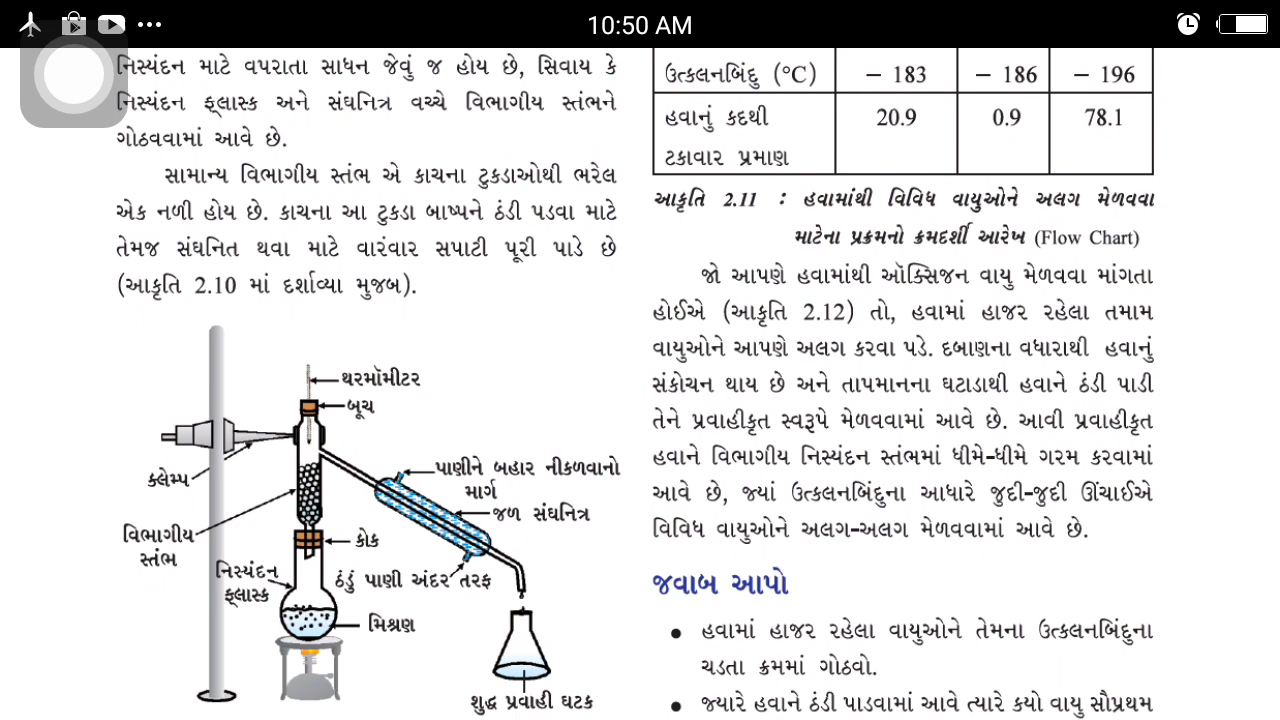 10:50 AM
નિસ્યંદન માટે વપરાતા સાધન જેવું જ હોય છે, સિવાય કે
નિસ્યંદન ફ્લાસ્ક અને સંઘનિત્ર વચ્ચે વિભાગીય સ્તંભને
ગોઠવવામાં આવે છે.
સામાન્ય વિભાગીય સ્તંભ એ કાચના ટુકડાઓથી ભરેલ
એક નળી હોય છે. કાચના આ ટુકડા બાષ્પને ઠંડી પડવા માટે
તેમજ સંઘનિત થવા માટે વારંવાર સપાટી પૂરી પાડે છે
(આકૃતિ 2.10 માં દર્શાવ્યા મુજબ).
થરમૉમીટર
બૂચ
પાણીને બહાર નીકળવાનો
માર્ગ
ક્લેમ્પ
જળ સંઘનિત્ર
વિભાગીય
સ્તંભ
કોક
નિસ્યંદન
ફ્લાસ્ક
ઠંડું પાણી અંદર તરફ
મિશ્રણ
શુદ્ધ પ્રવાહી ઘટક
ઉત્કલનબિંદુ (°C) – 183 – 186 – 196
હવાનું કદથી 20.9 0.9 78.1
ટકાવાર પ્રમાણ
આકૃતિ 2.11 : હવામાંથી વિવિધ વાયુઓને અલગ મેળવવા
માટેના પ્રક્રમનો ક્રમદર્શી આરેખ (Flow Chart)
જો આપણે હવામાંથી ઑક્સિજન વાયુ મેળવવા માંગતા
હોઈએ (આકૃતિ 2.12) તો, હવામાં હાજર રહેલા તમામ
વાયુઓને આપણે અલગ કરવા પડે. દબાણના વધારાથી હવાનું
સંકોચન થાય છે અને તાપમાનના ઘટાડાથી હવાને ઠંડી પાડી
તેને પ્રવાહીકૃત સ્વરૂપે મેળવવામાં આવે છે. આવી પ્રવાહીકૃત
હવાને વિભાગીય નિસ્યંદન સ્તંભમાં ધીમે-ધીમે ગરમ કરવામાં
આવે છે, જ્યાં ઉત્કલનબિંદુના આધારે જુદી-જુદી ઊંચાઈએ
વિવિધ વાયુઓને અલગ-અલગ મેળવવામાં આવે છે.
જવાબ આપો
● હવામાં હાજર રહેલા વાયુઓને તેમના ઉત્કલનબિંદુના
ચડતા ક્રમમાં ગોઠવો.
● જ્યારે હવાને ઠંડી પાડવામાં આવે ત્યારે કયો વાયુ સૌપ્રથમ